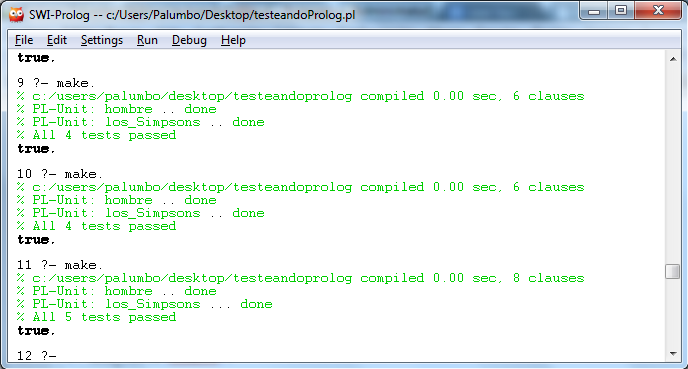 SWI-Prolog -- c:/Users/Palumbo/Desktop/testeandoProlog.pl
File Edit Settings Run Debug Help
true.
9 ?- make.
% c:/users/palumbo/desktop/testeandoprolog compiled 0.00 sec, 6 clauses
% PL-Unit: hombre .. done
% PL-Unit: los_Simpsons .. done
% All 4 tests passed
true.
10 ?- make.
% c:/users/palumbo/desktop/testeandoprolog compiled 0.00 sec, 6 clauses
% PL-Unit: hombre .. done
% PL-Unit: los_Simpsons .. done
% All 4 tests passed
true.
11 ?- make.
% c:/users/palumbo/desktop/testeandoprolog compiled 0.00 sec, 8 clauses
% PL-Unit: hombre .. done
% PL-Unit: los_Simpsons ... done
% All 5 tests passed
true.
12 ?-